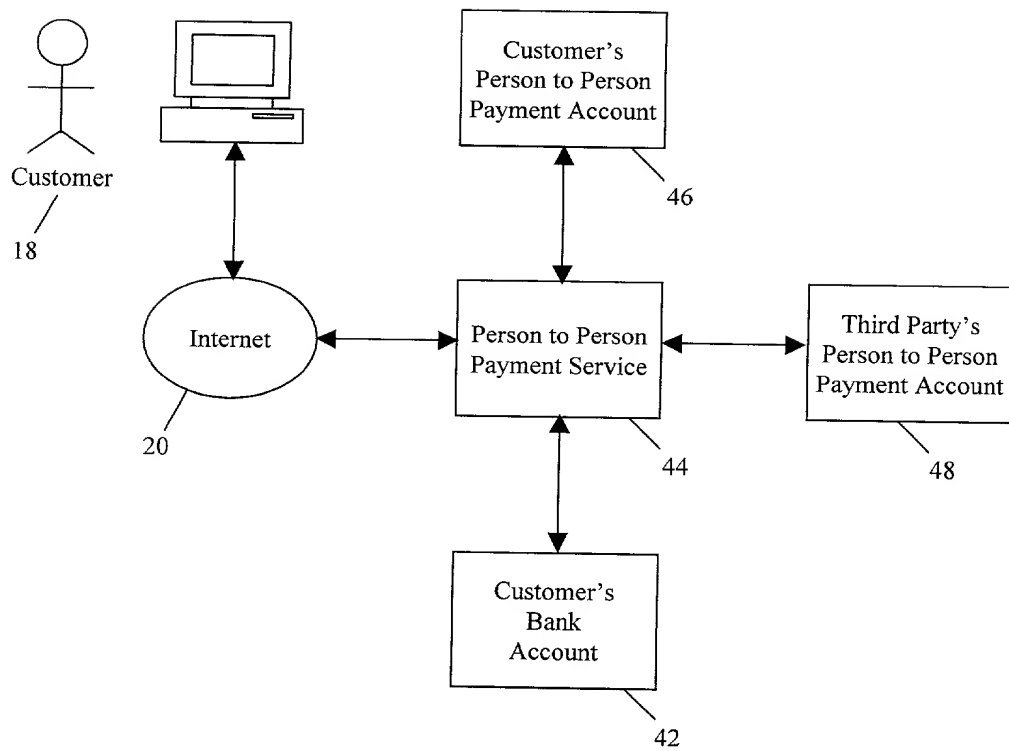 Customer's
Person to Person
Payment Account
46
Customer
18
Internet
20
Person to Person
Payment Service
44
Third Party's
Person to Person
Payment Account
48
Customer's
Bank
Account
42